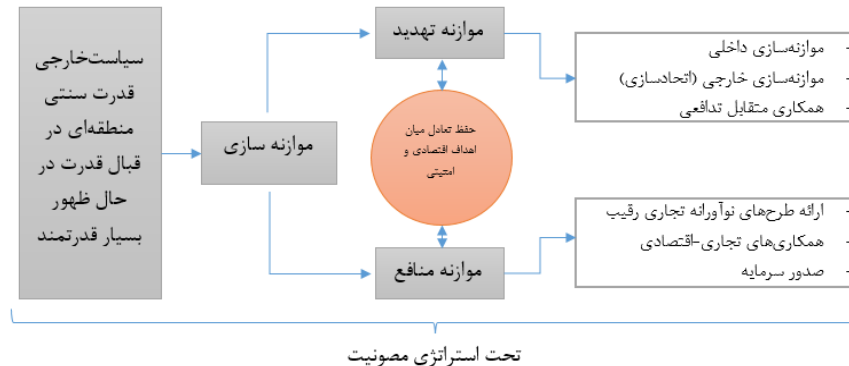 سیاست‌خارجی
قدرت سنتی
منطقه‌ای در
قبال قدرت در
حال ظهور
بسیار قدرتمند
موازنه سازی
موازنه تهدید
حفظ تعادل میان
اهداف اقتصادی و
امنیتی
موازنه منافع
- موازنه‌سازی داخلی
- موازنه‌سازی خارجی (اتحادسازی)
- همکاری متقابل تدافعی
- ارائه طرح‌های نوآورانه تجاری رقیب
- همکاری‌های تجاری-اقتصادی
- صدور سرمایه
تحت استراتژی مصونیت